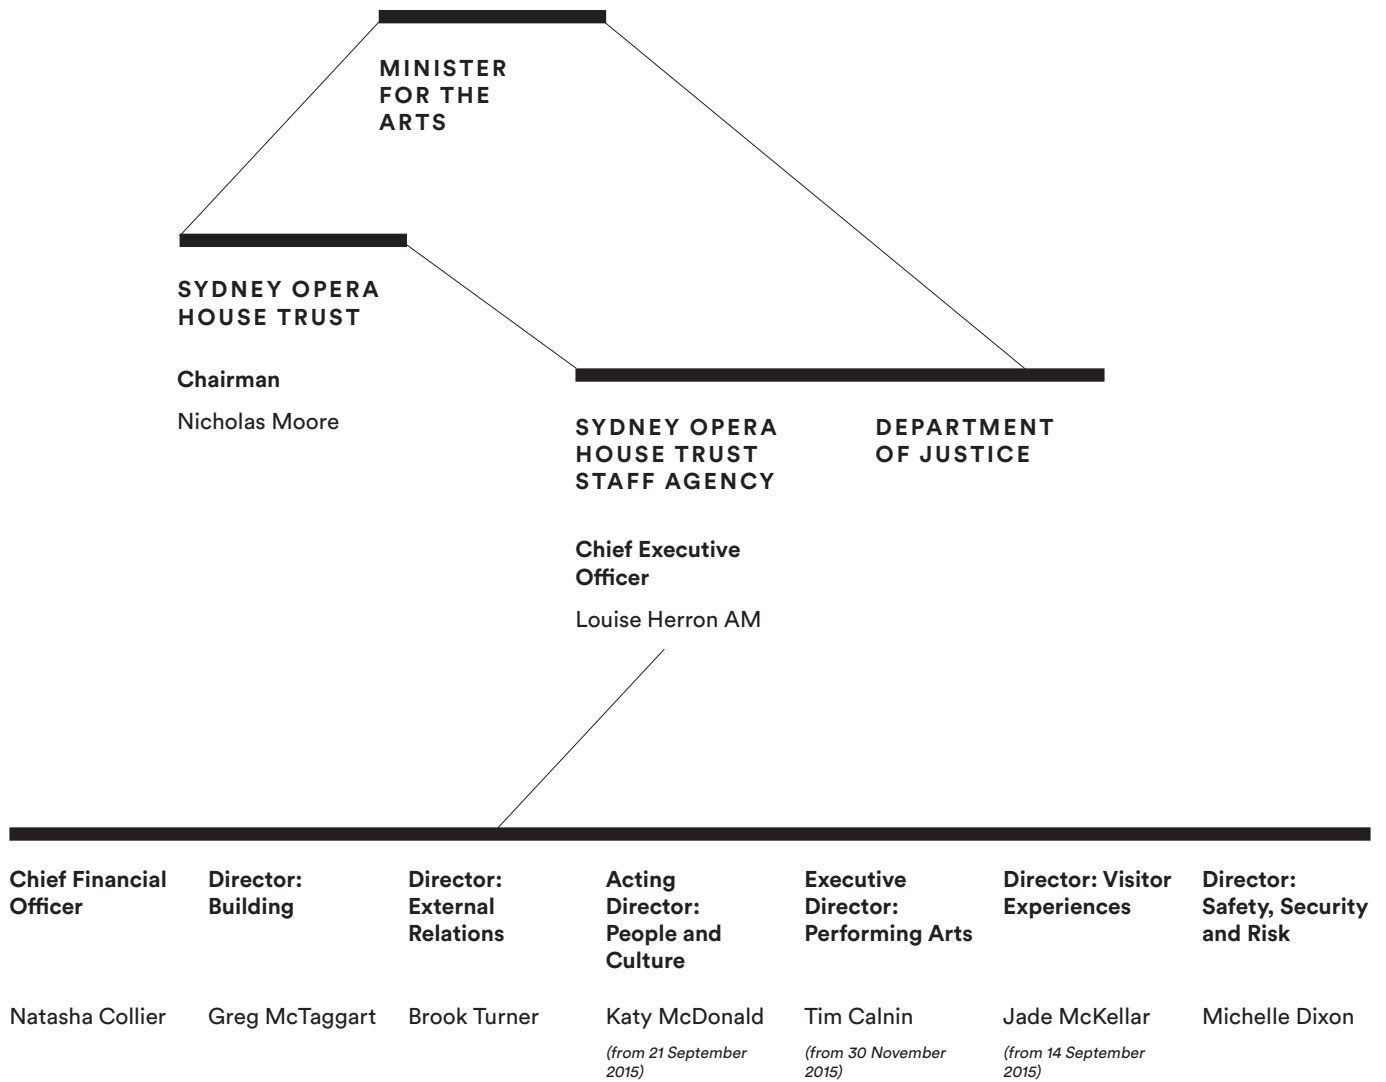 MINISTER
FOR THE
ARTS
SYDNEY OPERA
HOUSE TRUST
Chairman
Nicholas Moore
SYDNEY OPERA
HOUSE TRUST
STAFF AGENCY
Chief Executive
Officer
Louise Herron AM
DEPARTMENT
OF JUSTICE
Chief Financial
Officer
Natasha Collier
Director:
Building
Greg McTaggart
Director:
External
Relations
Brook Turner
Acting
Director:
People and
Culture
Katy McDonald
(from 21 September
2015)
Executive
Director:
Performing Arts
Tim Calnin
(from 30 November
2015)
Director: Visitor
Experiences
Jade McKellar
(from 14 September
2015)
Director:
Safety, Security
and Risk
Michelle Dixon